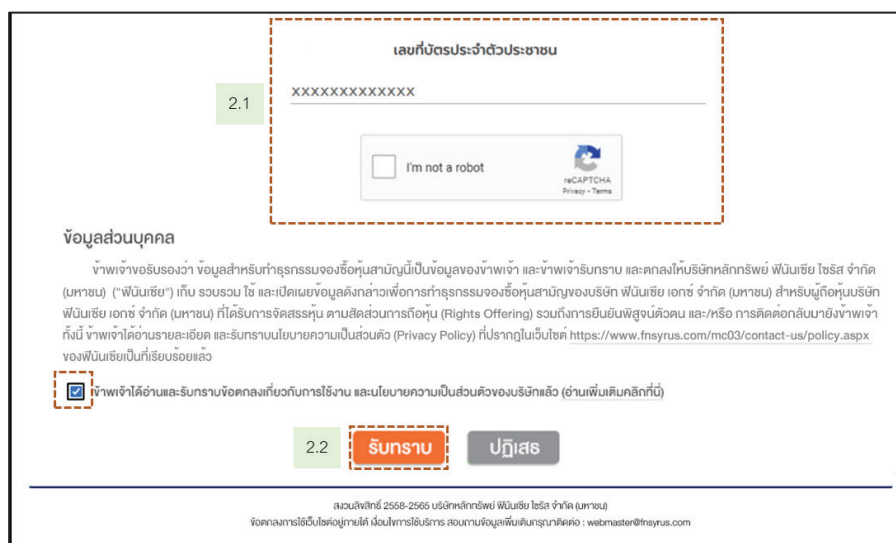 เลขที่บัตรประจำตัวประชาชน
2.1
xxxxxxxxxxxxx
I'm not a robot
reCAPTCHA
Privacy - Terms
ข้อมูลส่วนบุคคล
ข้าพเจ้าขอรับรองว่า ข้อมูลสำหรับทำธุรกรรมจองซื้อหุ้นสามัญนี้เป็นข้อมูลของข้าพเจ้า และข้าพเจ้ารับทราบ และตกลงให้บริษัทหลักทรัพย์ ฟินันเซีย ไซรัส จำกัด
(มหาชน) ("ฟินันเซีย") เก็บ รวบรวม ใช้ และเปิดเผยข้อมูลดังกล่าวเพื่อการทำธุรกรรมจองซื้อหุ้นสามัญของบริษัท ฟินันเซีย เอกซ์ จำกัด (มหาชน) สำหรับผู้ถือหุ้นบริษัท
ฟินันเซีย เอกซ์ จำกัด (มหาชน) ที่ได้รับการจัดสรรหุ้น ตามสัดส่วนการถือหุ้น (Rights Offering) รวมถึงการยืนยันพิสูจน์ตัวตน และ/หรือ การติดต่อกลับมายังข้าพเจ้า
ทั้งนี้ ข้าพเจ้าได้อ่านรายละเอียด และรับทราบนโยบายความเป็นส่วนตัว (Privacy Policy) ที่ปรากฏในเว็บไซต์ https://www.fnsyrus.com/mc03/contact-us/policy.aspx
ของฟินันเซียเป็นที่เรียบร้อยแล้ว
ข้าพเจ้าได้อ่านและรับทราบข้อตกลงเกี่ยวกับการใช้งาน และนโยบายความเป็นส่วนตัวของบริษัทแล้ว (อ่านเพิ่มเติมคลิกที่นี่)
2.2
รับทราบ
ปฏิเสธ
สงวนลิขสิทธิ์ 2558-2565 บริษัทหลักทรัพย์ ฟินันเซีย ไซรัส จำกัด (มหาชน)
ข้อตกลงการใช้เว็บไซต์อยู่ภายใต้ เงื่อนไขการใช้บริการ สอบถามข้อมูลเพิ่มเติมกรุณาติดต่อ : webmaster@fnsyrus.com